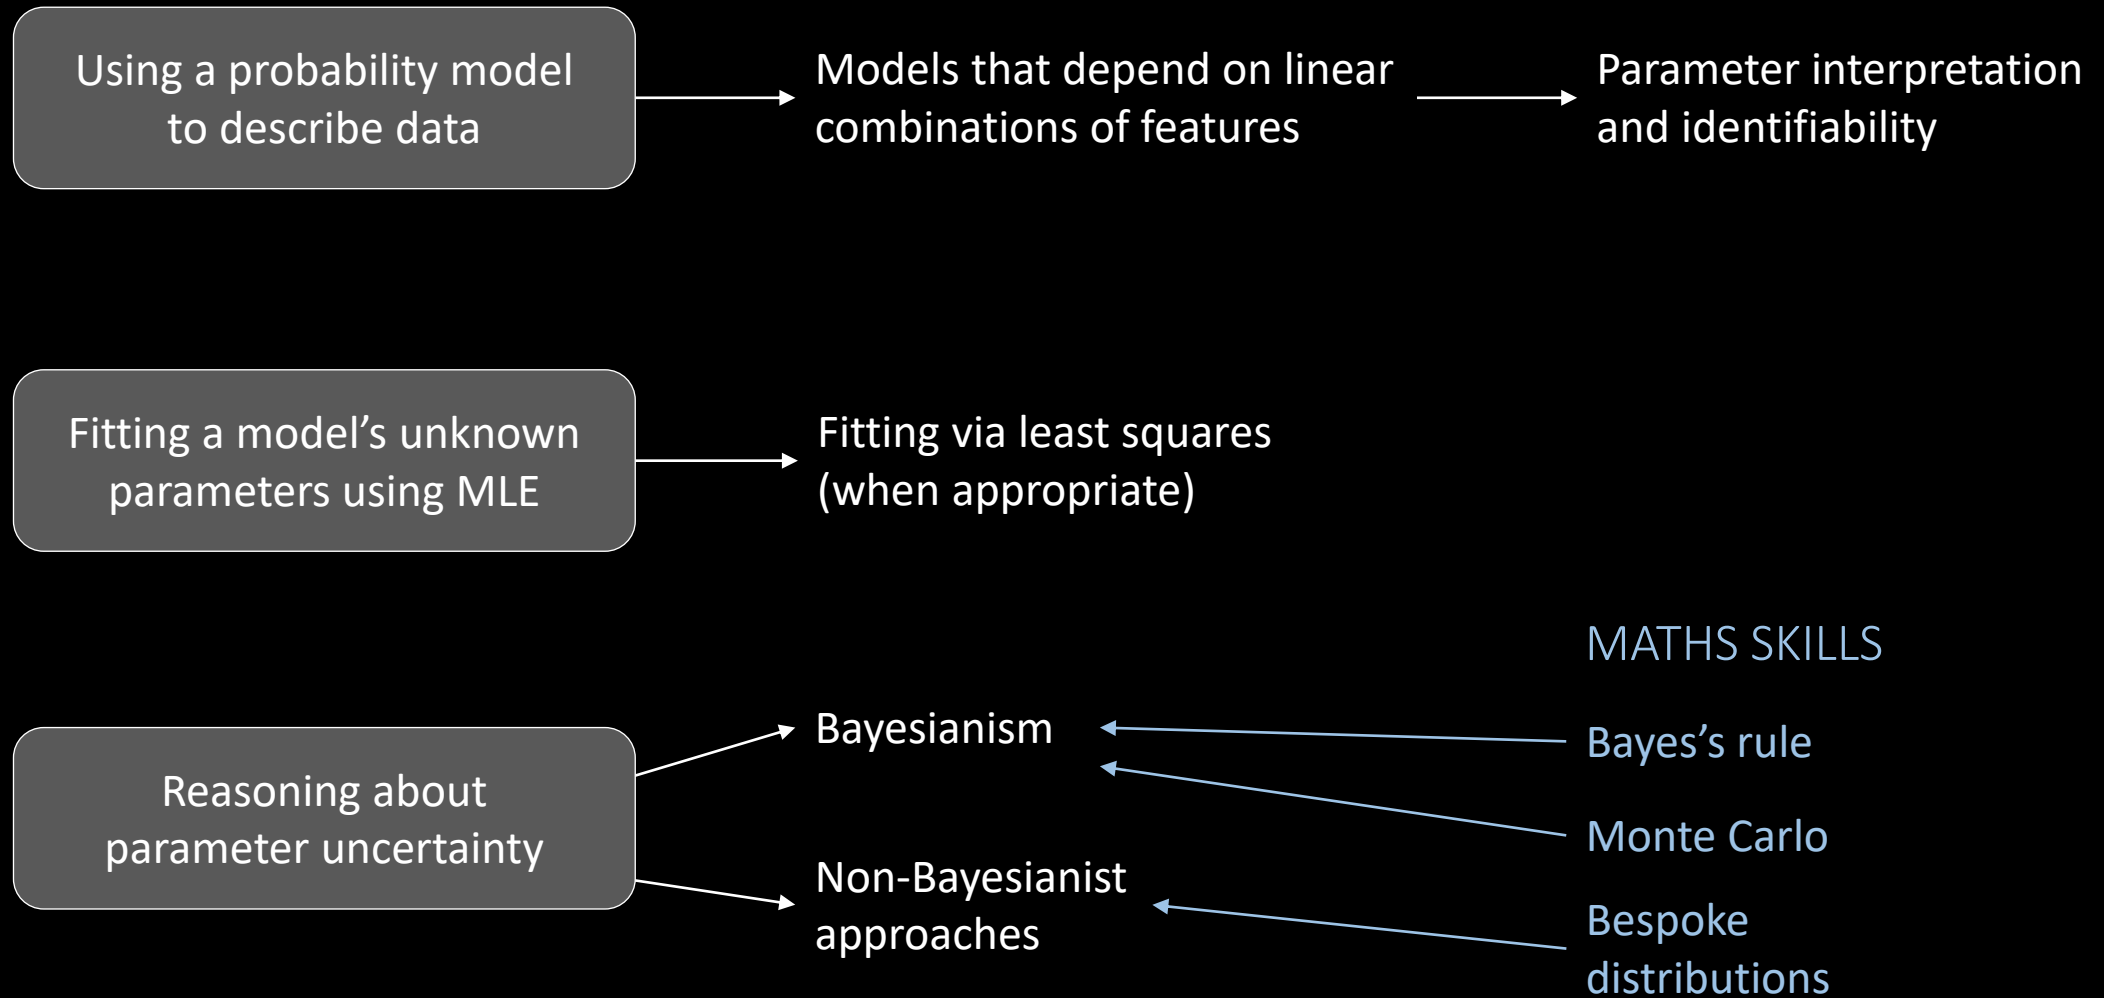 Using a probability model
to describe data
Models that depend on linear
combinations of features
Parameter interpretation
and identifiability
Fitting a model’s unknown
parameters using MLE
Fitting via least squares
(when appropriate)
Reasoning about
parameter uncertainty
Bayesianism
Non-Bayesianist
approaches
MATHS SKILLS
Bayes’s rule
Monte Carlo
Bespoke
distributions